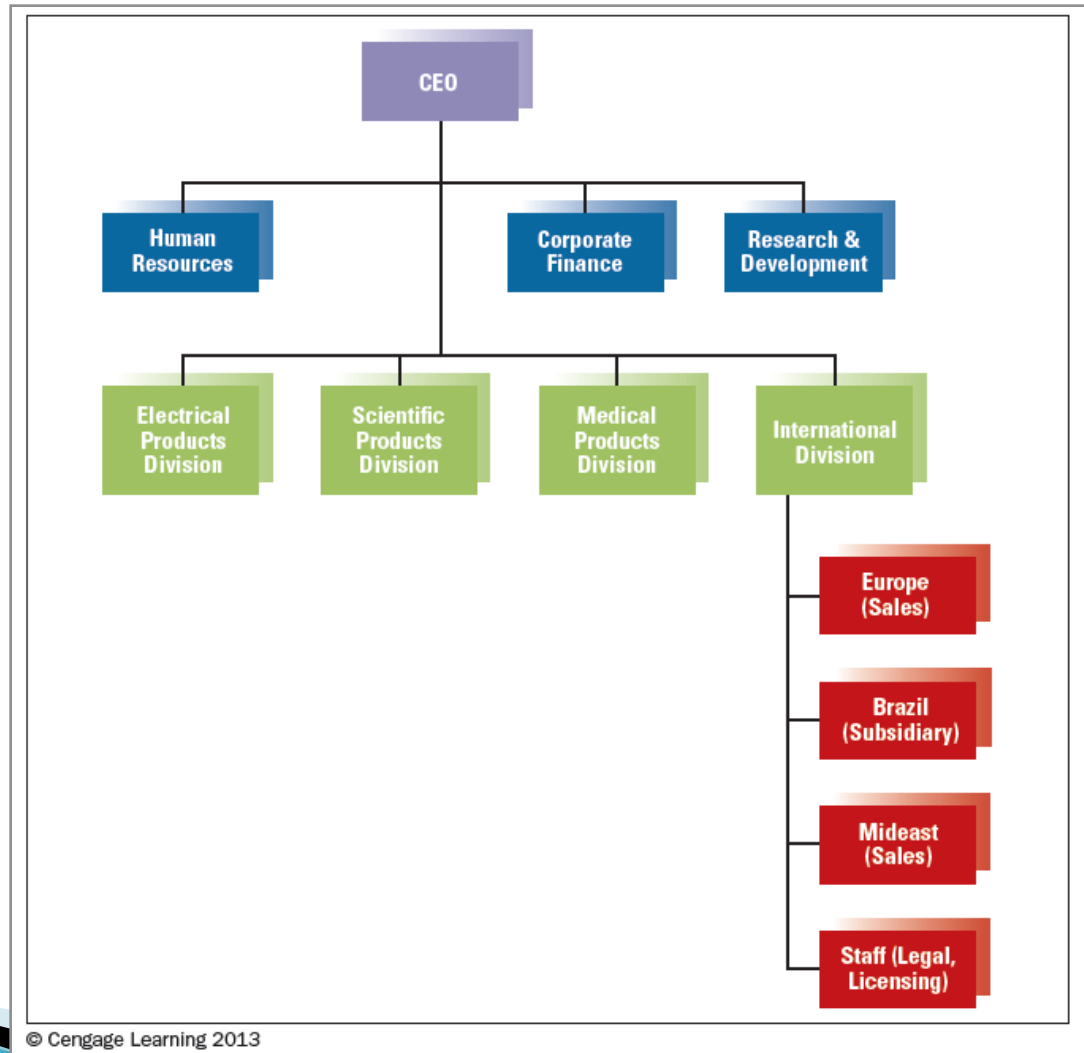 CEO
Human
Resources
Corporate
Finance
Research &
Development
Electrical
Products
Division
Scientific
Products
Division
Medical
Products
Division
International
Division
Europe
(Sales)
Brazil
(Subsidiary)
Mideast
(Sales)
Staff (Legal,
Licensing)
© Cengage Learning 2013